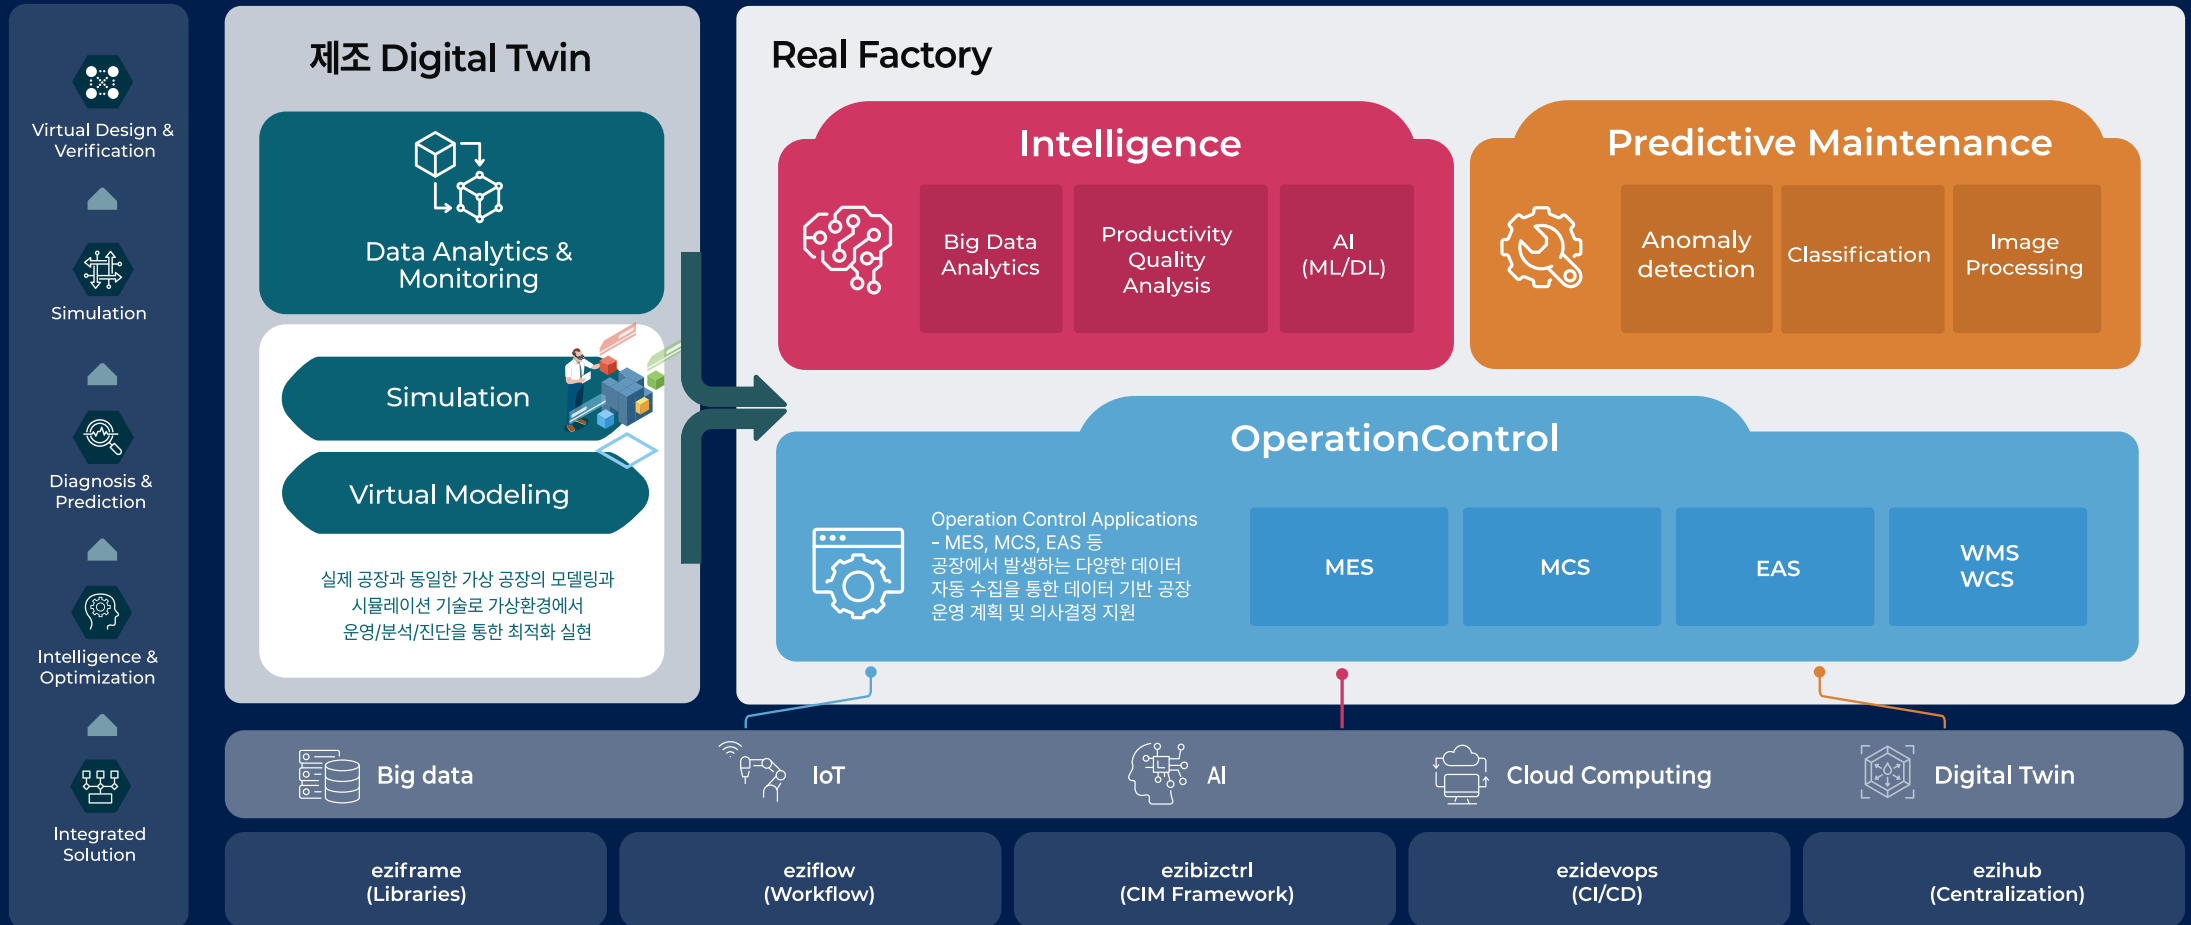 Virtual Design &
Verification
Simulation
Diagnosis &
Prediction
Intelligence &
Optimization
Integrated
Solution
제조 Digital Twin
Data Analytics &
Monitoring
Simulation
Virtual Modeling
실제 공장과 동일한 가상 공장의 모델링과
시뮬레이션 기술로 가상환경에서
운영/분석/진단을 통한 최적화 실현
Real Factory
Intelligence
Big Data
Analytics
Productivity
Quality
Analysis
AI
(ML/DL)
Predictive Maintenance
Anomaly
detection
Classification
Image
Processing
OperationControl
Operation Control Applications
- MES, MCS, EAS 등
공장에서 발생하는 다양한 데이터
자동 수집을 통한 데이터 기반 공장
운영 계획 및 의사결정 지원
MES
MCS
EAS
WMS
WCS
Big data
IoT
AI
Cloud Computing
Digital Twin
eziframe
(Libraries)
eziflow
(Workflow)
ezibizctrl
(CIM Framework)
ezidevops
(CI/CD)
ezihub
(Centralization)